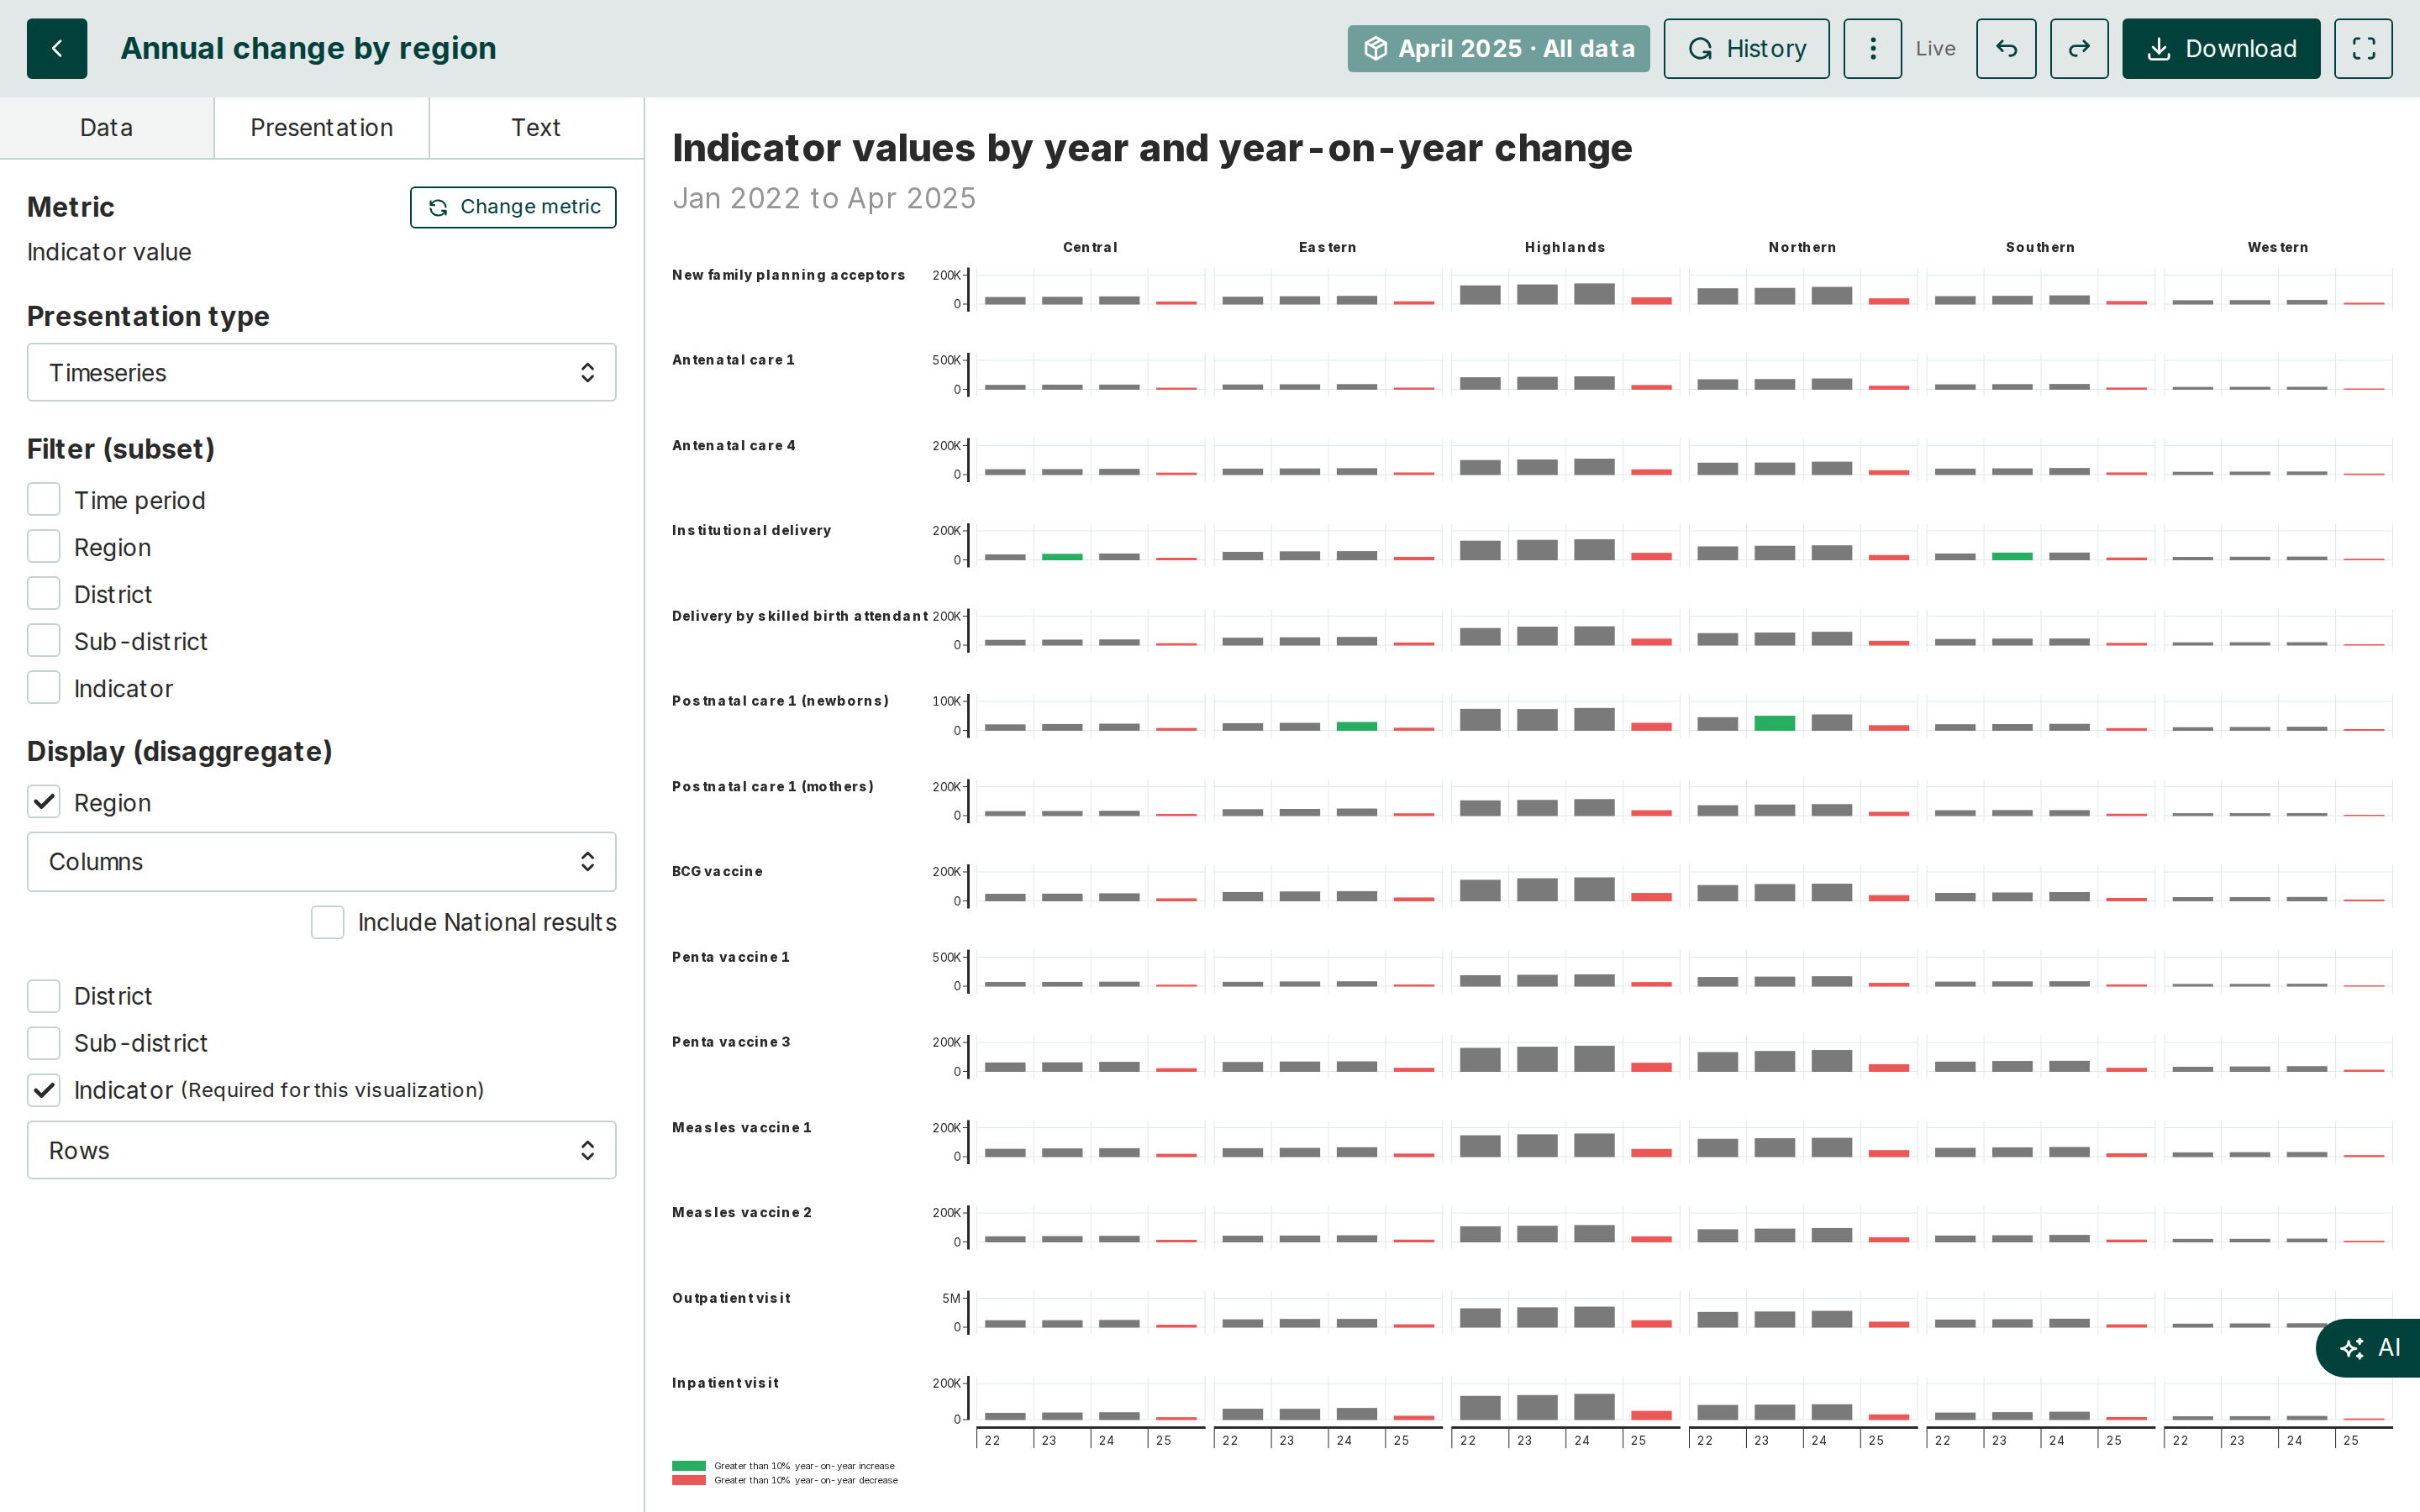 Annual change by region
April 2025 · All data
History
Live
Download
Data
Presentation
Text
Metric
Change metric
Indicator value
Presentation type
Timeseries
Filter (subset)
Time period
Region
District
Sub-district
Indicator
Display (disaggregate)
Region
Columns
Include National results
District
Sub-district
Indicator (Required for this visualization)
Rows
Indicator values by year and year-on-year change
Jan 2022 to Apr 2025
Central Eastern Highlands Northern Southern Western
New family planning acceptors 200K
0
Antenatal care 1 500K
0
Antenatal care 4 200K
0
Institutional delivery 200K
0
Delivery by skilled birth attendant 200K
0
Postnatal care 1 (newborns) 100K
0
Postnatal care 1 (mothers) 200K
0
BCG vaccine 200K
0
Penta vaccine 1 500K
0
Penta vaccine 3 200K
0
Measles vaccine 1 200K
0
Measles vaccine 2 200K
0
Outpatient visit 5M
0
AI
Inpatient visit 200K
0
22 23 24 25 22 23 24 25 22 23 24 25 22 23 24 25 22 23 24 25 22 23 24 25
Greater than 10% year-on-year increase
Greater than 10% year-on-year decrease